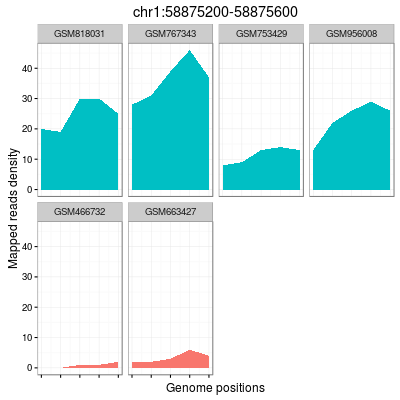 chr1:58875200-58875600
GSM818031 GSM767343 GSM753429 GSM956008
40
30
20
10
0
Mapped reads density
GSM466732 GSM663427
40
30
20
10
0
Genome positions